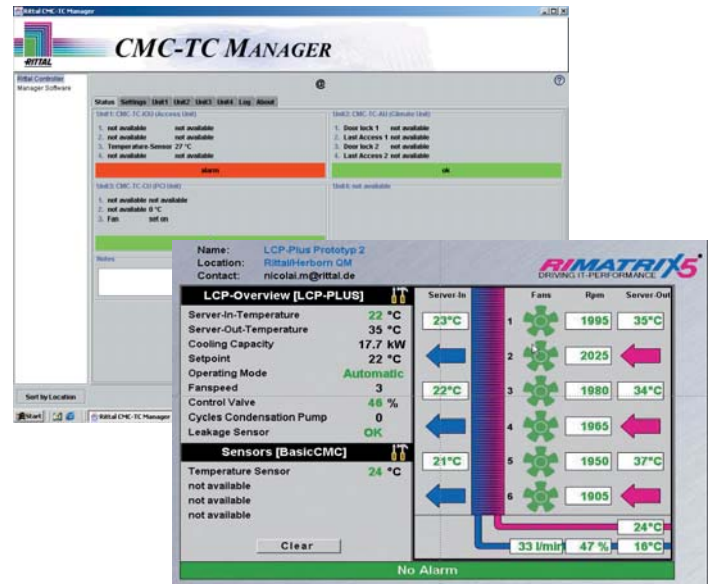 Rittal CMC-TC Manager
RITTAL
CMC-TC MANAGER
Rittal Controller
Manager Software
@
?
Status Settings Unit1 Unit2 Unit3 Unit4 Log About
Unit 1: CMC-TC-IOU (Access Unit)
1. not available not available
2. not available not available
3. Temperature Sensor 27 °C
4. not available not available
alarm
Unit2: CMC-TC-AU (Climate Unit)
1. Door lock 1 not available
2. Last Access 1 not available
3. Door lock 2 not available
4. Last Access 2 not available
ok
Unit3: CMC-TC-CU (PCI Unit)
1. not available not available
2. not available 0 °C
3. Fan set on
Unit4: not available
Notes
Sort by Location
Start
Rittal CMC-TC Manager
Name: LCP-Plus Prototyp 2
Location: Rittal/Herborn QM
Contact: nicolai.m@rittal.de
RIMATRIX5
DRIVING IT-PERFORMANCE
LCP-Overview [LCP-PLUS]
Server-In-Temperature 22 °C
Server-Out-Temperature 35 °C
Cooling Capacity 17.7 kW
Setpoint 22 °C
Operating Mode Automatic
Fanspeed 3
Control Valve 46 %
Cycles Condensation Pump 0
Leakage Sensor OK
Sensors [BasicCMC]
Temperature Sensor 24 °C
not available
not available
not available
Clear
Server-In Fans Rpm Server-Out
23°C 1 1995 35°C
2 2025
22°C 3 1980 34°C
4 1965
21°C 5 1950 37°C
6 1905
24°C
33 l/min 47 % 16°C
No Alarm